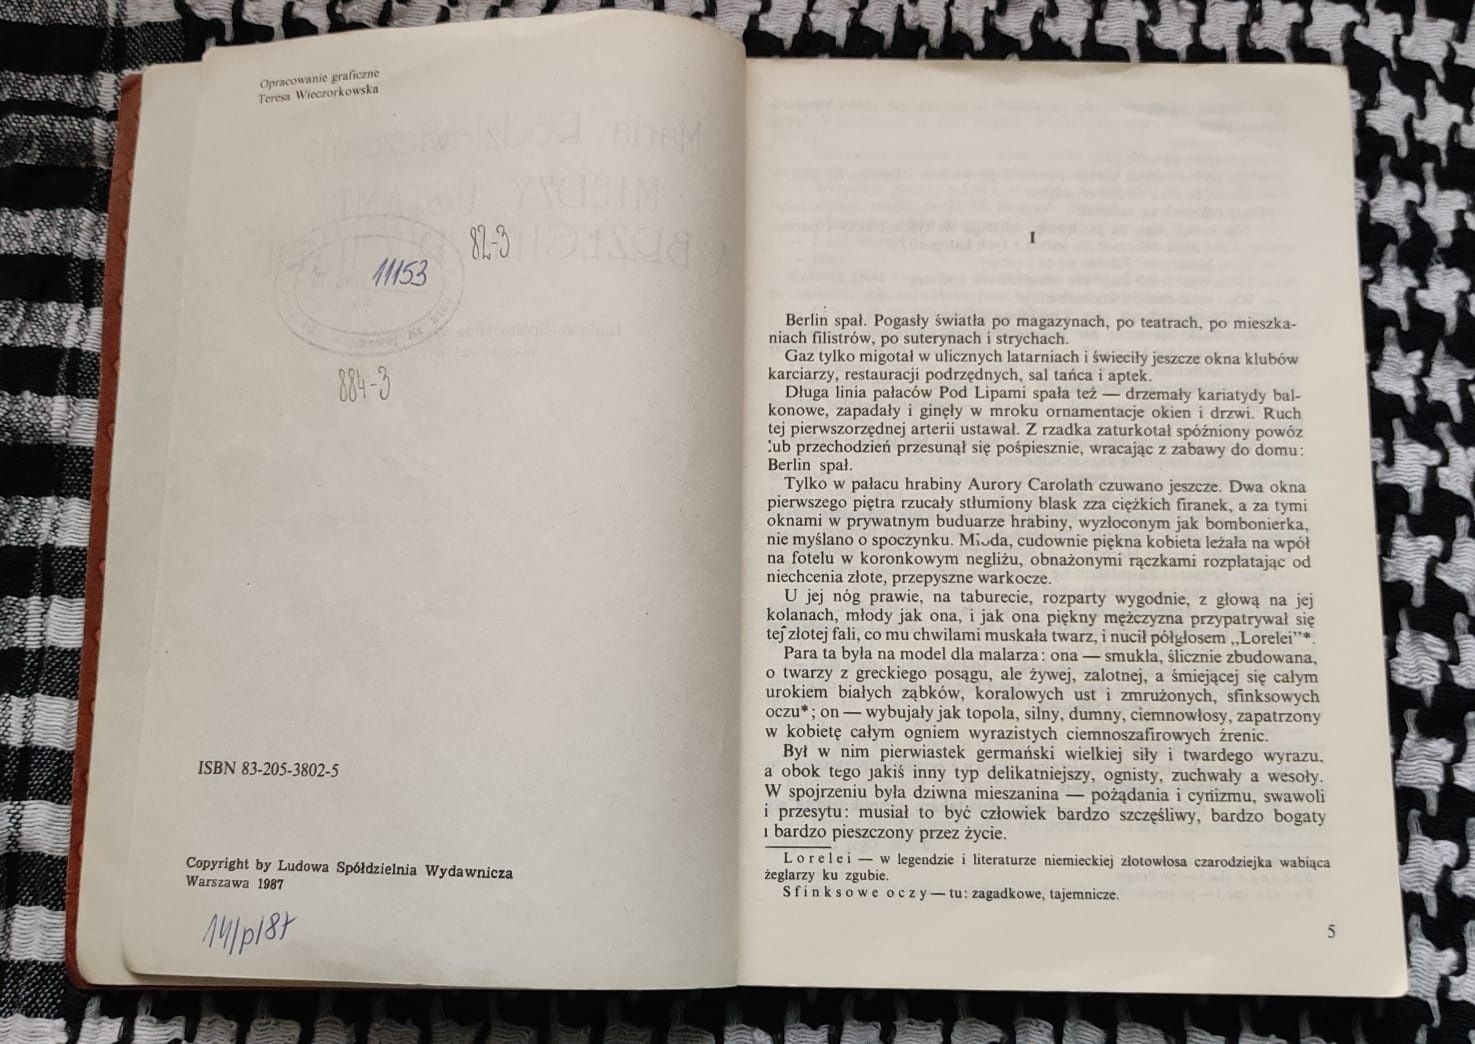 Opracowanie graficzne
Teresa Wieczorkowska
82-3
11153
884-3
ISBN 83-205-3802-5
Copyright by Ludowa Spółdzielnia Wydawnicza
Warszawa 1987
14/p/87
I
Berlin spał. Pogasły światła po magazynach, po teatrach, po mieszka-
niach filistrów, po suterynach i strychach.
Gaz tylko migotał w ulicznych latarniach i świeciły jeszcze okna klubów
karciarzy, restauracji podrzędnych, sal tańca i aptek.
Długa linia pałaców Pod Lipami spała też — drzemały kariatydy bal-
konowe, zapadały i ginęły w mroku ornamentacje okien i drzwi. Ruch
tej pierwszorzędnej arterii ustawał. Z rzadka zaturkotał spóźniony powóz
lub przechodzień przesunął się pośpiesznie, wracając z zabawy do domu:
Berlin spał.
Tylko w pałacu hrabiny Aurory Carolath czuwano jeszcze. Dwa okna
pierwszego piętra rzucały stłumiony blask zza ciężkich firanek, a za tymi
oknami w prywatnym buduarze hrabiny, wyzłoconym jak bombonierka,
nie myślano o spoczynku. Młoda, cudownie piękna kobieta leżała na wpół
na fotelu w koronkowym negliżu, obnażonymi rączkami rozplatając od
niechcenia złote, przepyszne warkocze.
U jej nóg prawie, na taburecie, rozparty wygodnie, z głową na jej
kolanach, młody jak ona, i jak ona piękny mężczyzna przypatrywał się
tej złotej fali, co mu chwilami muskała twarz, i nucił półgłosem „Lorelei”*.
Para ta była na model dla malarza: ona — smukła, ślicznie zbudowana,
o twarzy z greckiego posągu, ale żywej, zalotnej, a śmiejącej się całym
urokiem białych ząbków, koralowych ust i zmrużonych, sfinksowych
oczu*; on — wybujały jak topola, silny, dumny, ciemnowłosy, zapatrzony
w kobietę całym ogniem wyrazistych ciemnoszafirowych źrenic.
Był w nim pierwiastek germański wielkiej siły i twardego wyrazu,
a obok tego jakiś inny typ delikatniejszy, ognisty, zuchwały a wesoły.
W spojrzeniu była dziwna mieszanina — pożądania i cynizmu, swawoli
i przesytu: musiał to być człowiek bardzo szczęśliwy, bardzo bogaty
i bardzo pieszczony przez życie.
Lorelei — w legendzie i literaturze niemieckiej złotowłosa czarodziejka wabiąca
żeglarzy ku zgubie.
Sfinksowe oczy — tu: zagadkowe, tajemnicze.
5